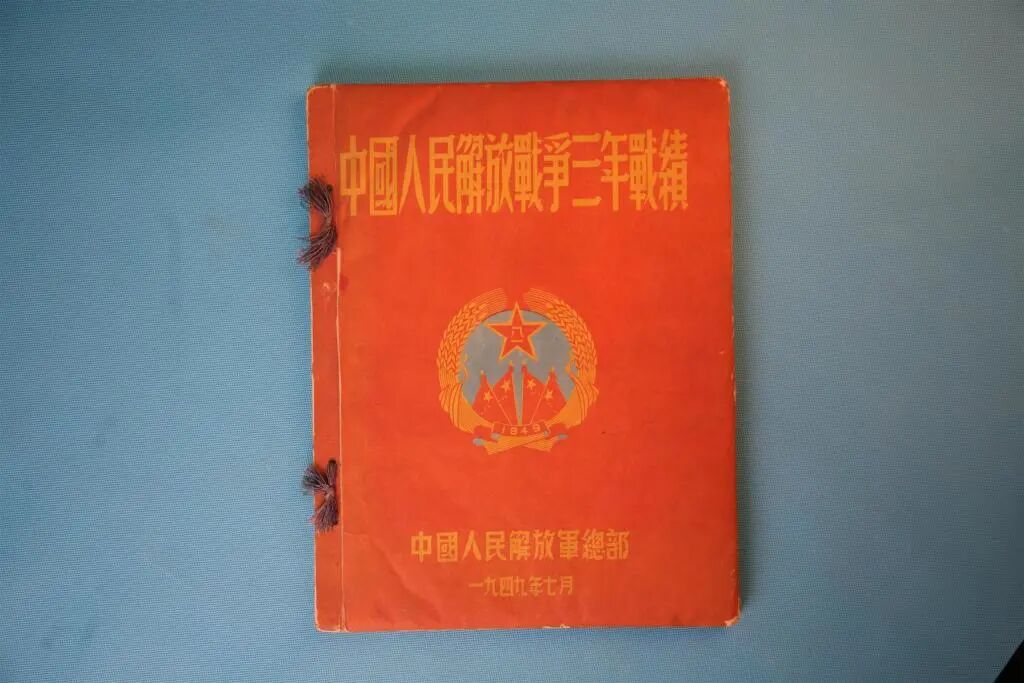 中國人民解放戰爭三年戰績
八一
1949
中國人民解放軍總部
一九四九年七月